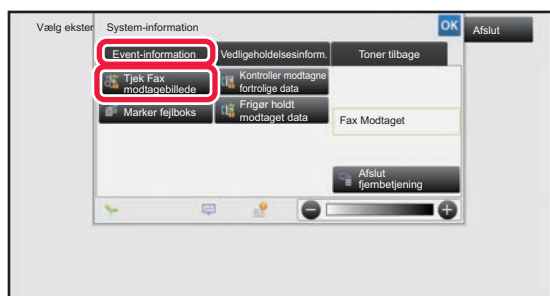 Vælg ekster
System-information
OK
Afslut
Event-information
Vedligeholdelsesinform.
Toner tilbage
Tjek Fax
modtagebillede
Kontroller modtagne
fortrolige data
Marker fejlboks
Frigør holdt
modtaget data
Fax Modtaget
Afslut
fjernbetjening